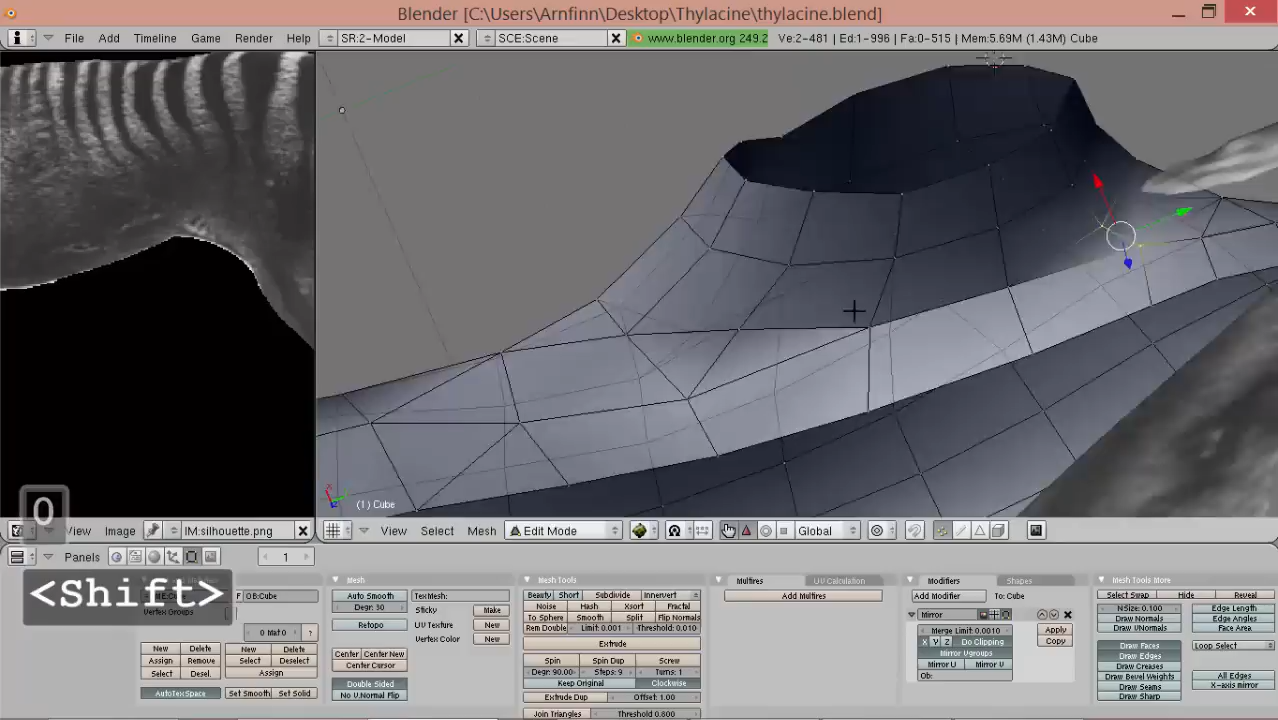 Blender [C:\Users\Arnfinn\Desktop\Thylacine\thylacine.blend]
File Add Timeline Game Render Help SR:2-Model SCE:Scene www.blender.org 249.2 Ve:2-481 | Ed:1-996 | Fa:0-515 | Mem:5.69M (1.43M) Cube
(1) Cube
0
View Image IM:silhouette.png View Select Mesh Edit Mode Global
Panels 1
<Shift>
Vertex Groups
F OB:Cube
0 Mat 0 ?
New Delete New Delete
Assign Remove Select Deselect
Select Desel. Assign
AutoTexSpace Set Smooth Set Solid
Mesh
Auto Smooth TexMesh:
Degr: 30 Sticky Make
Retopo UV Texture New
Vertex Color New
Center Center New
Center Cursor
Double Sided
No V.Normal Flip
Mesh Tools
Beauty Short Subdivide Innervert
Noise Hash Xsort Fractal
To Sphere Smooth Split Flip Normals
Rem Double Limit: 0.001 Threshold: 0.010
Extrude
Spin Spin Dup Screw
Degr: 90.00 Steps: 9 Turns: 1
Keep Original Clockwise
Extrude Dup Offset: 1.00
Join Triangles Threshold 0.800
Multires UV Calculation
Add Multires
Modifiers Shapes
Add Modifier To: Cube
Mirror
Merge Limit: 0.0010 Apply
X Y Z Do Clipping Copy
Mirror Vgroups
Mirror U Mirror V
Ob:
Mesh Tools More
Select Swap Hide Reveal
NSize: 0.100 Edge Length
Draw Normals Edge Angles
Draw VNormals Face Area
Draw Faces Loop Select
Draw Edges
Draw Creases
Draw Bevel Weights All Edges
Draw Seams X-axis mirror
Draw Sharp